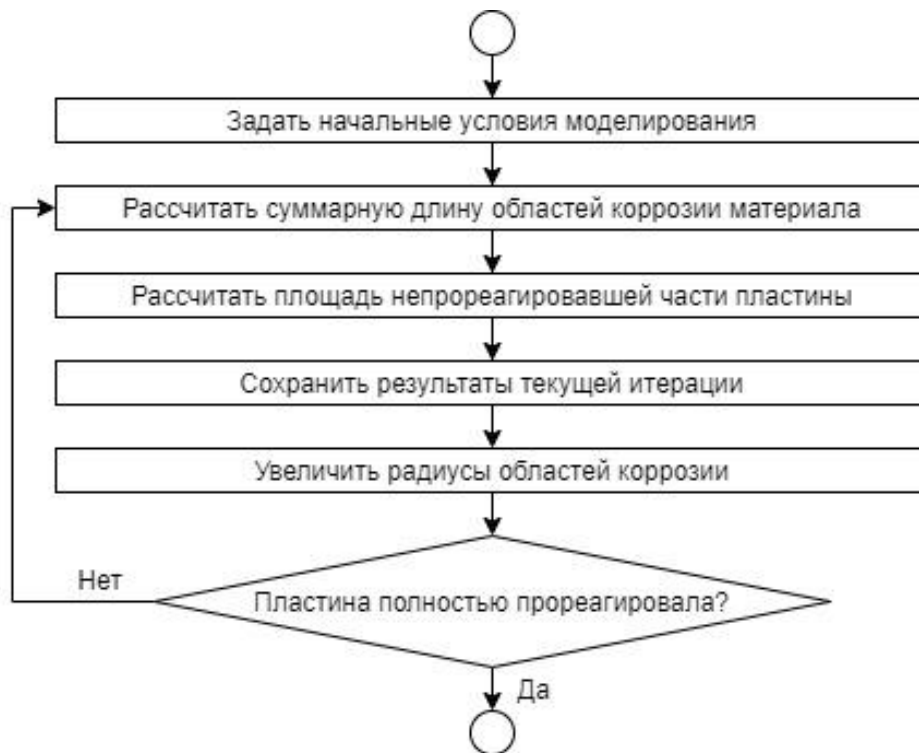 Задать начальные условия моделирования
Рассчитать суммарную длину областей коррозии материала
Рассчитать площадь непрореагировавшей части пластины
Сохранить результаты текущей итерации
Увеличить радиусы областей коррозии
Нет
Пластина полностью прореагировала?
Да